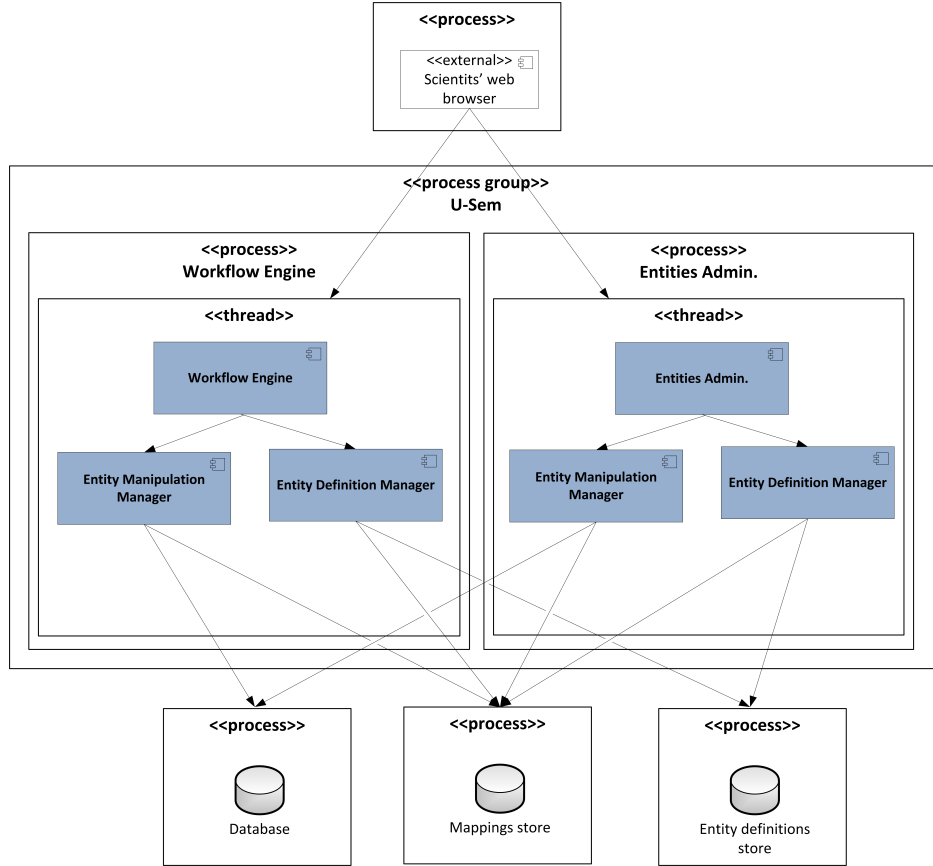 <<process>>
<<external>>
Scientits’ web
browser
<<process group>>
U-Sem
<<process>>
Workflow Engine
<<thread>>
Workflow Engine
Entity Manipulation
Manager
Entity Definition Manager
<<process>>
Entities Admin.
<<thread>>
Entities Admin.
Entity Manipulation
Manager
Entity Definition Manager
<<process>>
Database
<<process>>
Mappings store
<<process>>
Entity definitions
store